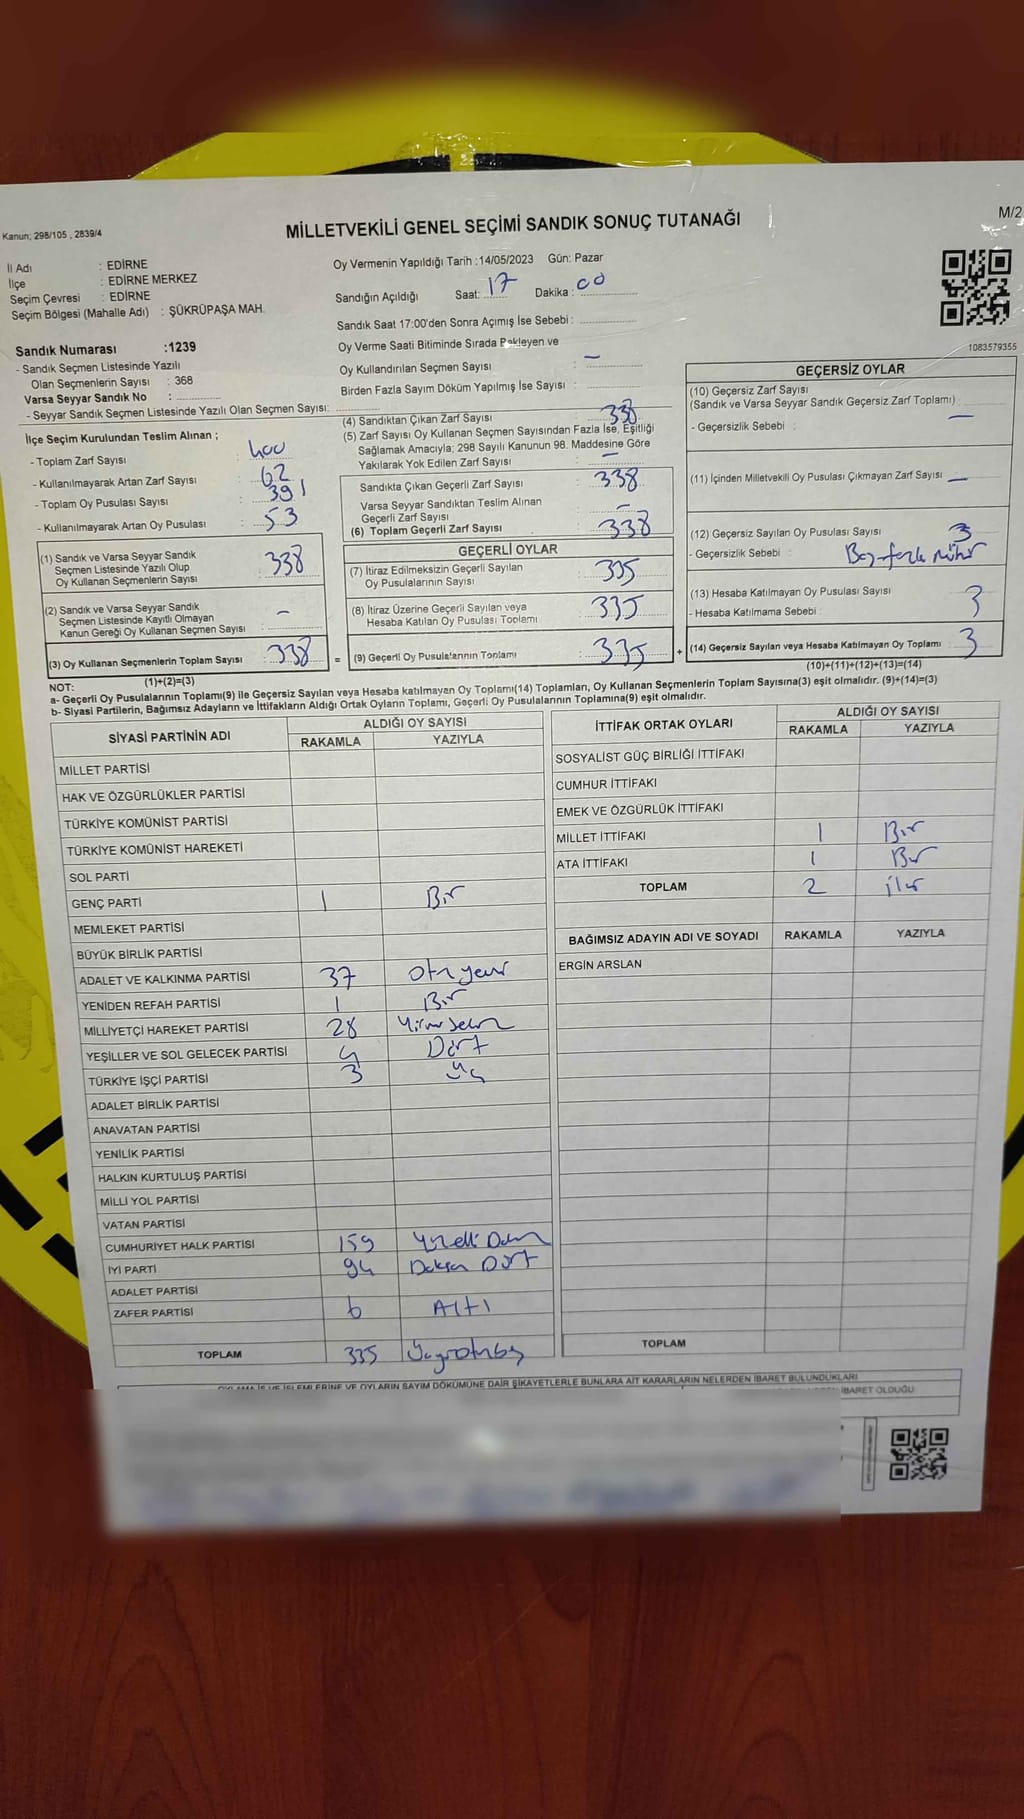 M/2
Kanun; 298/105 , 2839/4
MİLLETVEKİLİ GENEL SEÇİMİ SANDIK SONUÇ TUTANAĞI
İl Adı : EDİRNE
İlçe : EDİRNE MERKEZ
Seçim Çevresi : EDİRNE
Seçim Bölgesi (Mahalle Adı) : ŞÜKRÜPAŞA MAH.
Sandık Numarası :1239
- Sandık Seçmen Listesinde Yazılı
Olan Seçmenlerin Sayısı : 368
Varsa Seyyar Sandık No :
- Seyyar Sandık Seçmen Listesinde Yazılı Olan Seçmen Sayısı:
Oy Vermenin Yapıldığı Tarih :14/05/2023 Gün: Pazar
Sandığın Açıldığı Saat: 17 Dakika : 00
Sandık Saat 17:00'den Sonra Açımış İse Sebebi :
Oy Verme Saati Bitiminde Sırada Bekleyen ve
Oy Kullandırılan Seçmen Sayısı : —
Birden Fazla Sayım Döküm Yapılmış İse Sayısı :
1083579355
İlçe Seçim Kurulundan Teslim Alınan ;
- Toplam Zarf Sayısı : 400
- Kullanılmayarak Artan Zarf Sayısı : 62
- Toplam Oy Pusulası Sayısı : 391
- Kullanılmayarak Artan Oy Pusulası : 53
(4) Sandıktan Çıkan Zarf Sayısı : 338
(5) Zarf Sayısı Oy Kullanan Seçmen Sayısından Fazla İse, Eşitliği
Sağlamak Amacıyla; 298 Sayılı Kanunun 98. Maddesine Göre
Yakılarak Yok Edilen Zarf Sayısı : —
Sandıkta Çıkan Geçerli Zarf Sayısı : 338
Varsa Seyyar Sandıktan Teslim Alınan
Geçerli Zarf Sayısı : —
(6) Toplam Geçerli Zarf Sayısı : 338
GEÇERSİZ OYLAR
(10) Geçersiz Zarf Sayısı
(Sandık ve Varsa Seyyar Sandık Geçersiz Zarf Toplamı) : —
- Geçersizlik Sebebi :
(11) İçinden Milletvekili Oy Pusulası Çıkmayan Zarf Sayısı : —
(12) Geçersiz Sayılan Oy Pusulası Sayısı : 3
- Geçersizlik Sebebi : fazla mühür
(13) Hesaba Katılmayan Oy Pusulası Sayısı : 3
- Hesaba Katılmama Sebebi :
(14) Geçersiz Sayılan veya Hesaba Katılmayan Oy Toplamı : 3
(10)+(11)+(12)+(13)=(14)
(1) Sandık ve Varsa Seyyar Sandık
Seçmen Listesinde Yazılı Olup
Oy Kullanan Seçmenlerin Sayısı : 338
(2) Sandık ve Varsa Seyyar Sandık
Seçmen Listesinde Kayıtlı Olmayan
Kanun Gereği Oy Kullanan Seçmen Sayısı : —
(3) Oy Kullanan Seçmenlerin Toplam Sayısı : 338 =
(1)+(2)=(3)
GEÇERLİ OYLAR
(7) İtiraz Edilmeksizin Geçerli Sayılan
Oy Pusulalarının Sayısı : 335
(8) İtiraz Üzerine Geçerli Sayılan veya
Hesaba Katılan Oy Pusulası Toplamı : 335
(9) Geçerli Oy Pusulalarının Toplamı : 335 +
NOT:
a- Geçerli Oy Pusulalarının Toplamı(9) ile Geçersiz Sayılan veya Hesaba katılmayan Oy Toplamı(14) Toplamları, Oy Kullanan Seçmenlerin Toplam Sayısına(3) eşit olmalıdır. (9)+(14)=(3)
b- Siyasi Partilerin, Bağımsız Adayların ve İttifakların Aldığı Ortak Oyların Toplamı, Geçerli Oy Pusulalarının Toplamına(9) eşit olmalıdır.
SİYASİ PARTİNİN ADI ALDIĞI OY SAYISI
RAKAMLA YAZIYLA
MİLLET PARTİSİ
HAK VE ÖZGÜRLÜKLER PARTİSİ
TÜRKİYE KOMÜNİST PARTİSİ
TÜRKİYE KOMÜNİST HAREKETİ
SOL PARTİ
GENÇ PARTİ 1 Bir
MEMLEKET PARTİSİ
BÜYÜK BİRLİK PARTİSİ
ADALET VE KALKINMA PARTİSİ 37 Otuzyedi
YENİDEN REFAH PARTİSİ 1 Bir
MİLLİYETÇİ HAREKET PARTİSİ 28 Yirmi Sekiz
YEŞİLLER VE SOL GELECEK PARTİSİ 4 Dört
TÜRKİYE İŞÇİ PARTİSİ 3 Üç
ADALET BİRLİK PARTİSİ
ANAVATAN PARTİSİ
YENİLİK PARTİSİ
HALKIN KURTULUŞ PARTİSİ
MİLLİ YOL PARTİSİ
VATAN PARTİSİ
CUMHURİYET HALK PARTİSİ 159 Yüzelli Dokuz
İYİ PARTİ 94 Doksan Dört
ADALET PARTİSİ
ZAFER PARTİSİ 6 Altı
TOPLAM 335 Üçyüzotuzbeş
İTTİFAK ORTAK OYLARI ALDIĞI OY SAYISI
RAKAMLA YAZIYLA
SOSYALİST GÜÇ BİRLİĞİ İTTİFAKI
CUMHUR İTTİFAKI
EMEK VE ÖZGÜRLÜK İTTİFAKI
MİLLET İTTİFAKI 1 Bir
ATA İTTİFAKI 1 Bir
TOPLAM 2 iki
BAĞIMSIZ ADAYIN ADI VE SOYADI RAKAMLA YAZIYLA
ERGİN ARSLAN
TOPLAM
VE OYLARIN SAYIM DÖKÜMÜNE DAİR ŞİKAYETLERLE BUNLARA AİT KARARLARIN NELERDEN İBARET BULUNDUKLARI
İBARET OLDUĞU